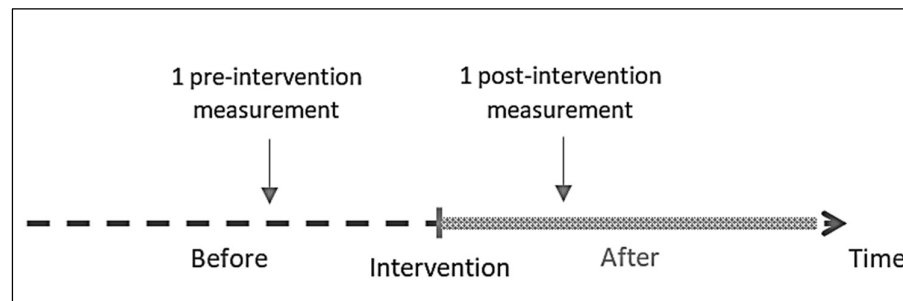 1 pre-intervention
measurement
1 post-intervention
measurement
Before
Intervention
After
Time